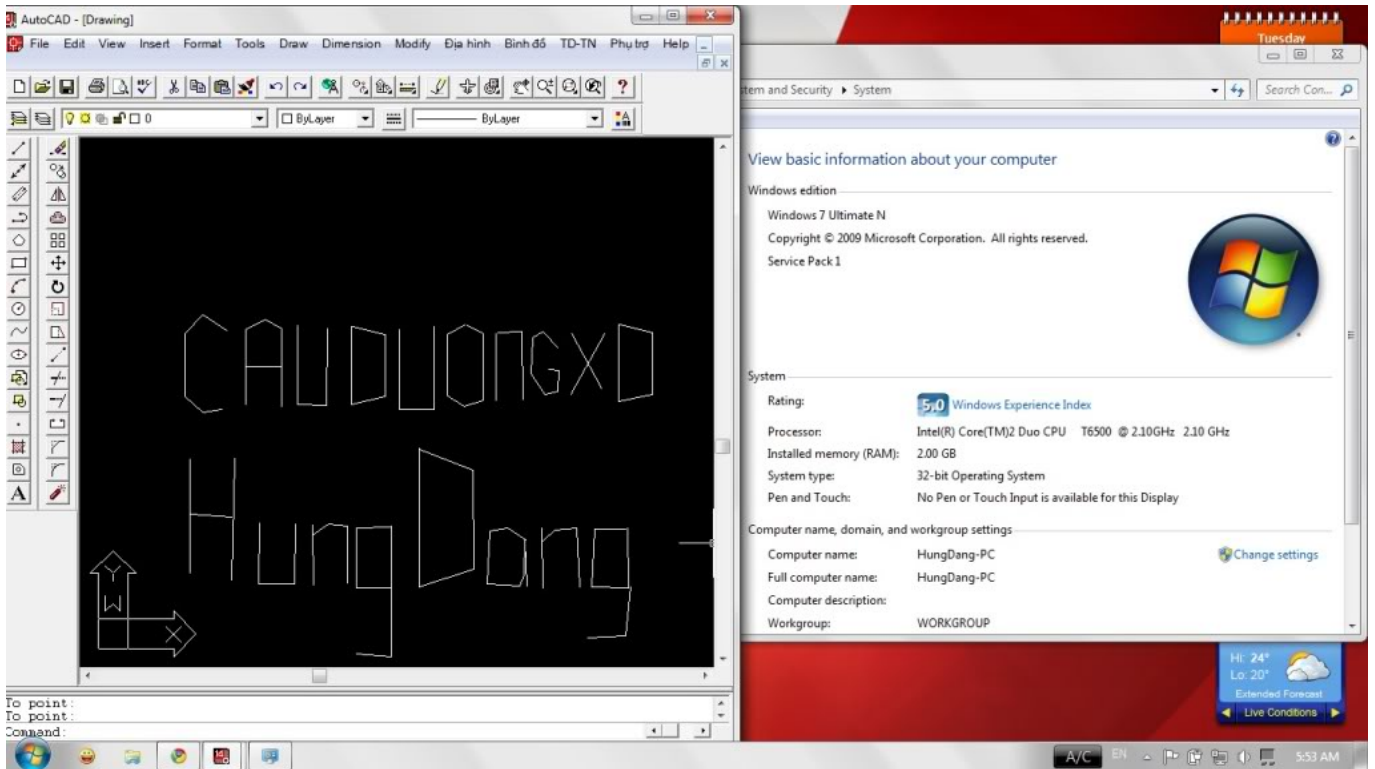 AutoCAD - [Drawing]
File Edit View Insert Format Tools Draw Dimension Modify Địa hình Bình đồ TD-TN Phụ trợ Help
0 ByLayer ByLayer
CAUDUONGXD
Hung Dang
Y
W
X
To point:
To point:
Command:
Tuesday
System and Security System
Search Con...
View basic information about your computer
Windows edition
Windows 7 Ultimate N
Copyright © 2009 Microsoft Corporation. All rights reserved.
Service Pack 1
System
Rating: 5,0 Windows Experience Index
Processor: Intel(R) Core(TM)2 Duo CPU T6500 @ 2.10GHz 2.10 GHz
Installed memory (RAM): 2.00 GB
System type: 32-bit Operating System
Pen and Touch: No Pen or Touch Input is available for this Display
Computer name, domain, and workgroup settings
Computer name: HungDang-PC Change settings
Full computer name: HungDang-PC
Computer description:
Workgroup: WORKGROUP
Hi: 24°
Lo: 20°
Extended Forecast
Live Conditions
A/C EN 5:53 AM